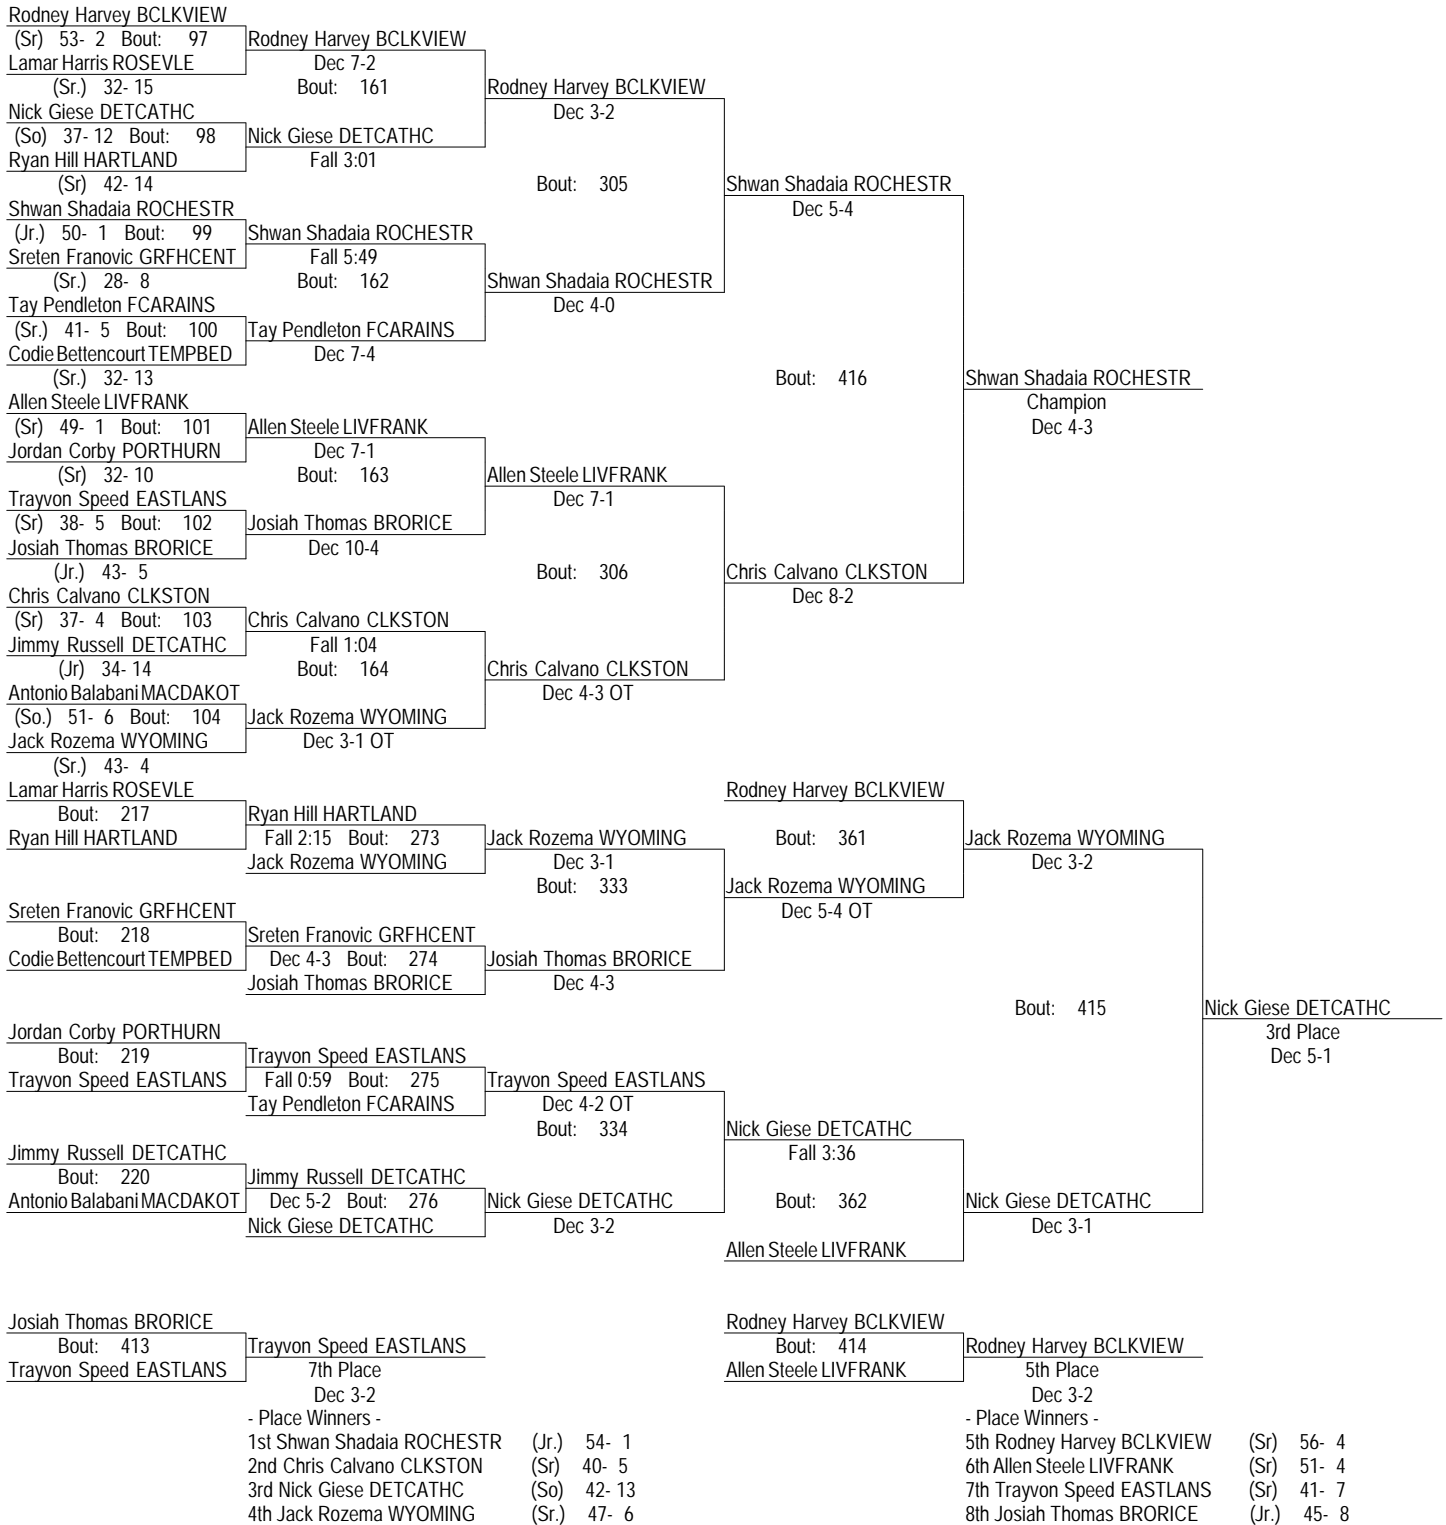 Rodney Harvey BCLKVIEW
(Sr) 53- 2 Bout: 97 Rodney Harvey BCLKVIEW
Lamar Harris ROSEVLE Dec 7-2
(Sr.) 32- 15 Bout: 161 Rodney Harvey BCLKVIEW
Nick Giese DETCATHC Dec 3-2
(So) 37- 12 Bout: 98 Nick Giese DETCATHC
Ryan Hill HARTLAND Fall 3:01
(Sr) 42- 14 Bout: 305 Shwan Shadaia ROCHESTR
Shwan Shadaia ROCHESTR Dec 5-4
(Jr.) 50- 1 Bout: 99 Shwan Shadaia ROCHESTR
Sreten Franovic GRFHCENT Fall 5:49
(Sr.) 28- 8 Bout: 162 Shwan Shadaia ROCHESTR
Tay Pendleton FCARAINS Dec 4-0
(Sr.) 41- 5 Bout: 100 Tay Pendleton FCARAINS
Codie Bettencourt TEMPBED Dec 7-4
(Sr.) 32- 13 Bout: 416 Shwan Shadaia ROCHESTR
Allen Steele LIVFRANK Champion
(Sr) 49- 1 Bout: 101 Allen Steele LIVFRANK Dec 4-3
Jordan Corby PORTHURN Dec 7-1
(Sr) 32- 10 Bout: 163 Allen Steele LIVFRANK
Trayvon Speed EASTLANS Dec 7-1
(Sr) 38- 5 Bout: 102 Josiah Thomas BRORICE
Josiah Thomas BRORICE Dec 10-4
(Jr.) 43- 5 Bout: 306 Chris Calvano CLKSTON
Chris Calvano CLKSTON Dec 8-2
(Sr) 37- 4 Bout: 103 Chris Calvano CLKSTON
Jimmy Russell DETCATHC Fall 1:04
(Jr) 34- 14 Bout: 164 Chris Calvano CLKSTON
Antonio Balabani MACDAKOT Dec 4-3 OT
(So.) 51- 6 Bout: 104 Jack Rozema WYOMING
Jack Rozema WYOMING Dec 3-1 OT
(Sr.) 43- 4
Lamar Harris ROSEVLE Rodney Harvey BCLKVIEW
Bout: 217 Ryan Hill HARTLAND
Ryan Hill HARTLAND Fall 2:15 Bout: 273 Jack Rozema WYOMING Bout: 361 Jack Rozema WYOMING
Jack Rozema WYOMING Dec 3-1 Dec 3-2
Bout: 333 Jack Rozema WYOMING
Sreten Franovic GRFHCENT Dec 5-4 OT
Bout: 218 Sreten Franovic GRFHCENT
Codie Bettencourt TEMPBED Dec 4-3 Bout: 274 Josiah Thomas BRORICE
Josiah Thomas BRORICE Dec 4-3
Bout: 415 Nick Giese DETCATHC
Jordan Corby PORTHURN 3rd Place
Bout: 219 Trayvon Speed EASTLANS Dec 5-1
Trayvon Speed EASTLANS Fall 0:59 Bout: 275 Trayvon Speed EASTLANS
Tay Pendleton FCARAINS Dec 4-2 OT
Bout: 334 Nick Giese DETCATHC
Jimmy Russell DETCATHC Fall 3:36
Bout: 220 Jimmy Russell DETCATHC
Antonio Balabani MACDAKOT Dec 5-2 Bout: 276 Nick Giese DETCATHC Bout: 362 Nick Giese DETCATHC
Nick Giese DETCATHC Dec 3-2 Dec 3-1
Allen Steele LIVFRANK
Josiah Thomas BRORICE Rodney Harvey BCLKVIEW
Bout: 413 Trayvon Speed EASTLANS Bout: 414 Rodney Harvey BCLKVIEW
Trayvon Speed EASTLANS 7th Place Allen Steele LIVFRANK 5th Place
Dec 3-2 Dec 3-2
- Place Winners - - Place Winners -
1st Shwan Shadaia ROCHESTR (Jr.) 54- 1 5th Rodney Harvey BCLKVIEW (Sr) 56- 4
2nd Chris Calvano CLKSTON (Sr) 40- 5 6th Allen Steele LIVFRANK (Sr) 51- 4
3rd Nick Giese DETCATHC (So) 42- 13 7th Trayvon Speed EASTLANS (Sr) 41- 7
4th Jack Rozema WYOMING (Sr.) 47- 6 8th Josiah Thomas BRORICE (Jr.) 45- 8